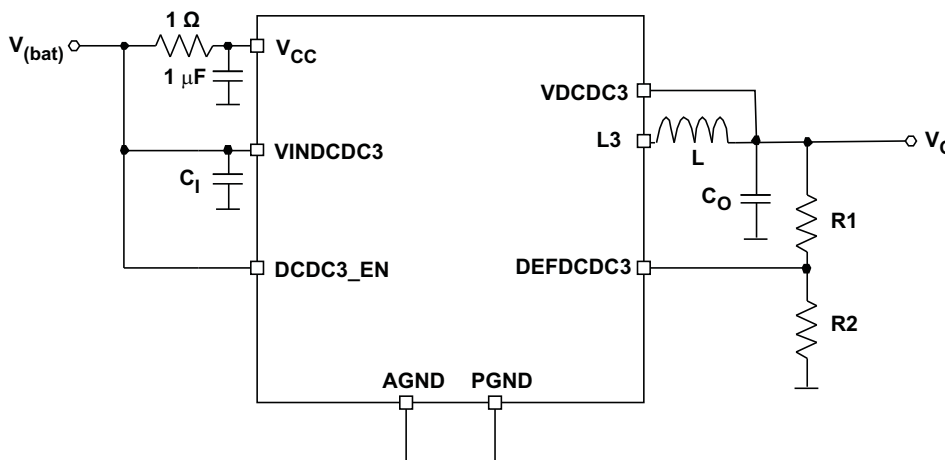 1 Ω
V(bat)
VCC
1 μF
VDCDC3
L3
VINDCDC3
L
CI
CO
R1
DCDC3_EN
DEFDCDC3
R2
AGND
PGND